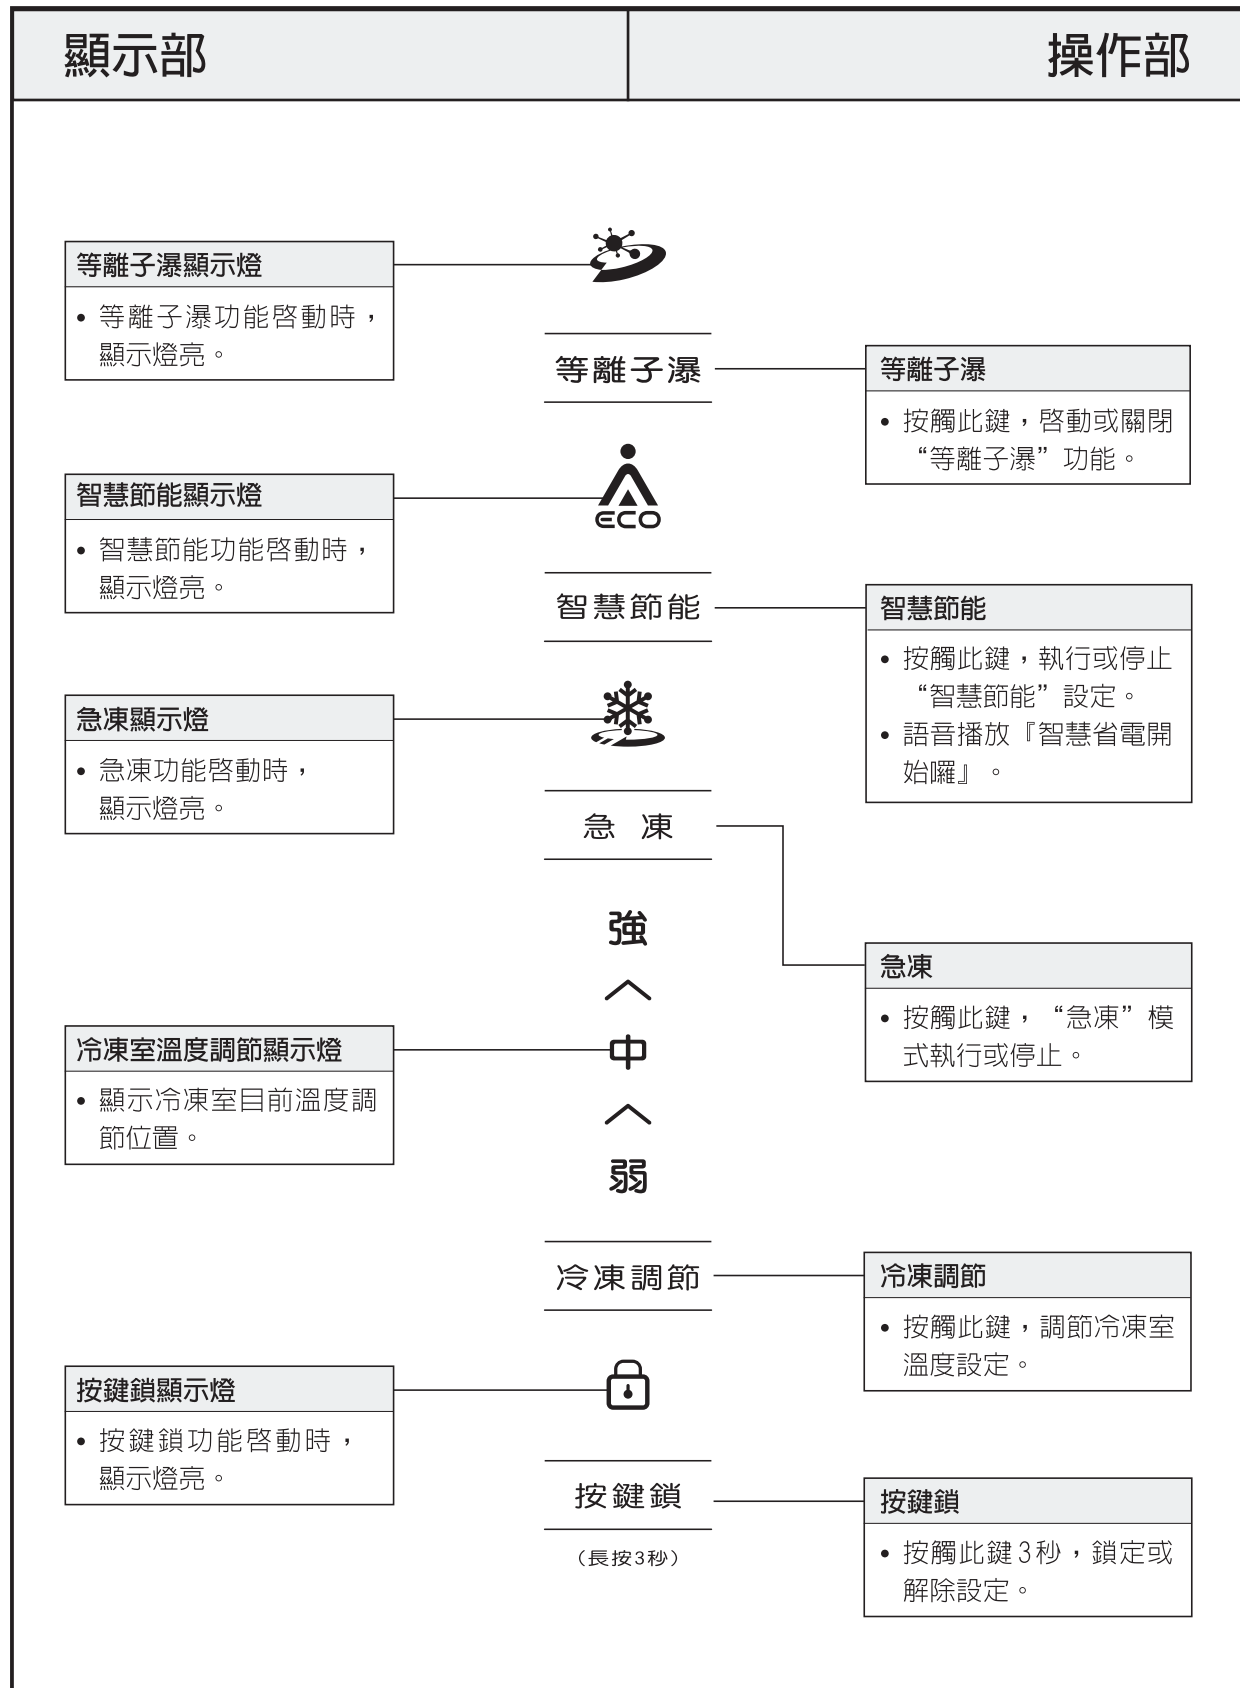 顯示部
操作部
等離子瀑顯示燈
• 等離子瀑功能啓動時，
顯示燈亮。
等離子瀑
等離子瀑
• 按觸此鍵，啓動或關閉
“等離子瀑”功能。
智慧節能顯示燈
• 智慧節能功能啓動時，
顯示燈亮。
ECO
智慧節能
智慧節能
• 按觸此鍵，執行或停止
“智慧節能”設定。
• 語音播放『智慧省電開
始囉』。
急凍顯示燈
• 急凍功能啓動時，
顯示燈亮。
急 凍
急凍
• 按觸此鍵，“急凍”模
式執行或停止。
強
中
弱
冷凍室溫度調節顯示燈
• 顯示冷凍室目前溫度調
節位置。
冷凍調節
冷凍調節
• 按觸此鍵，調節冷凍室
溫度設定。
按鍵鎖顯示燈
• 按鍵鎖功能啓動時，
顯示燈亮。
按鍵鎖
（長按3秒）
按鍵鎖
• 按觸此鍵3秒，鎖定或
解除設定。